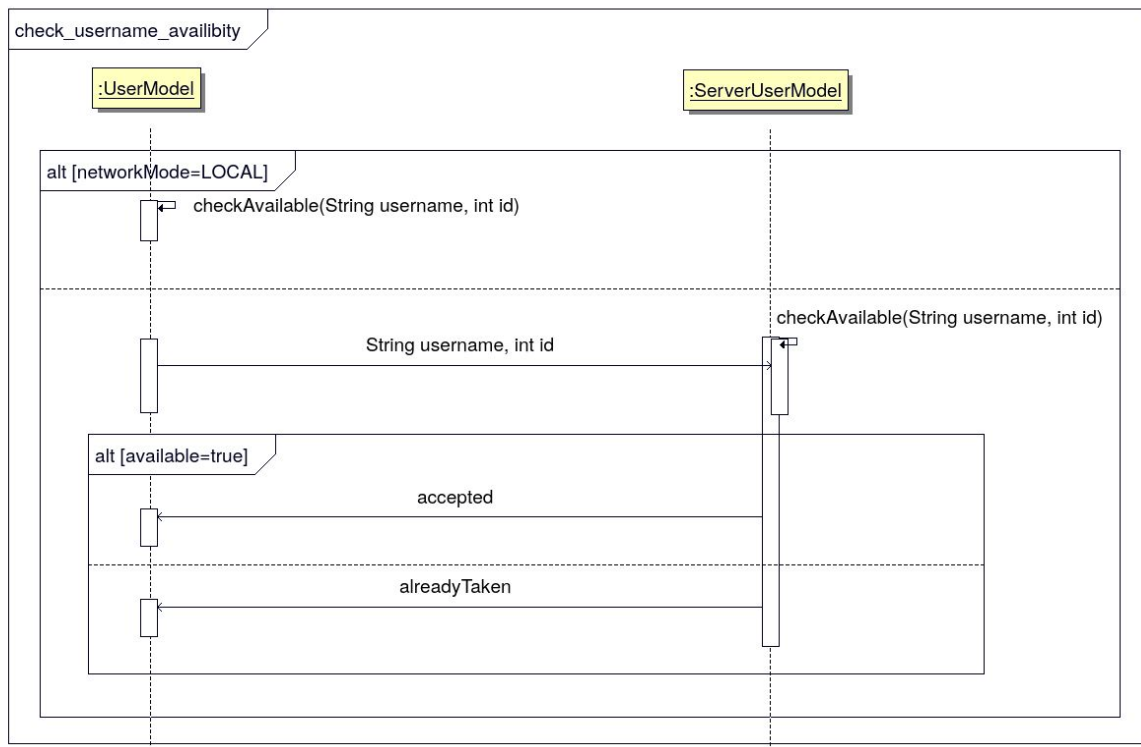 check_username_availibity
:UserModel
:ServerUserModel
alt [networkMode=LOCAL]
checkAvailable(String username, int id)
checkAvailable(String username, int id)
String username, int id
alt [available=true]
accepted
alreadyTaken